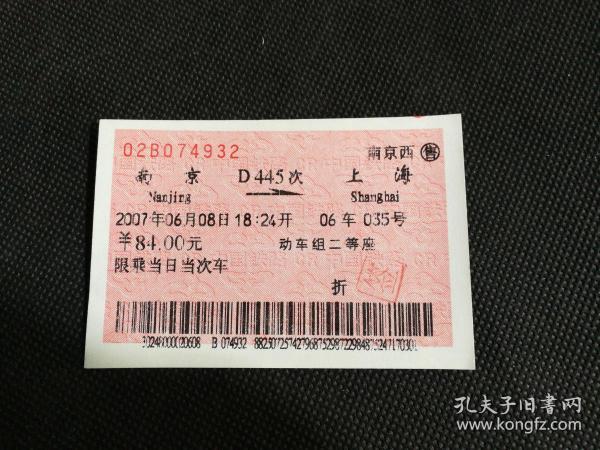 02B074932
南京西 售
南京 D445次 上海
Nanjing Shanghai
2007年06月08日18:24开 06车 035号
¥84.00元 动车组二等座
限乘当日当次车
折
30248000020608 B 074932
孔夫子旧书网
www.kongfz.com